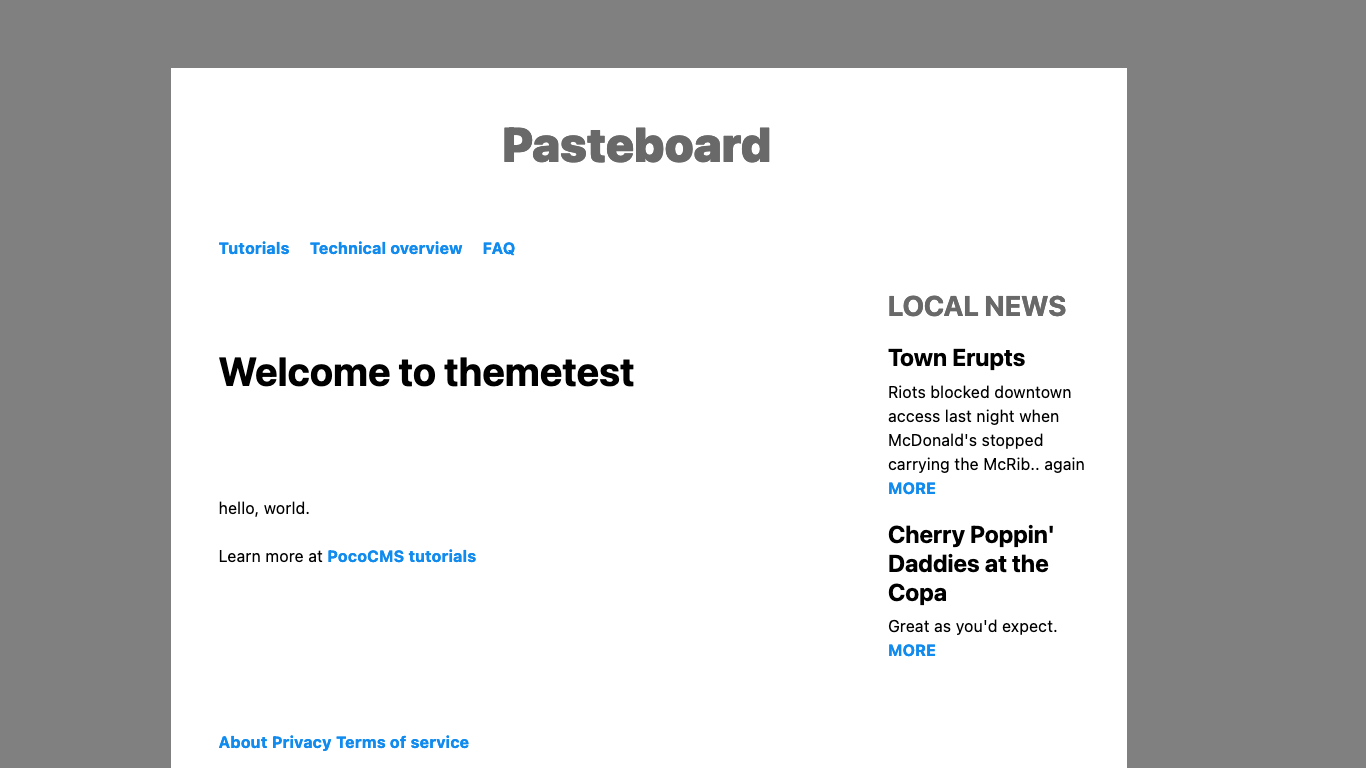 Pasteboard
Tutorials Technical overview FAQ
Welcome to themetest
hello, world.
Learn more at PocoCMS tutorials
LOCAL NEWS
Town Erupts
Riots blocked downtown
access last night when
McDonald's stopped
carrying the McRib.. again
MORE
Cherry Poppin'
Daddies at the
Copa
Great as you'd expect.
MORE
About Privacy Terms of service